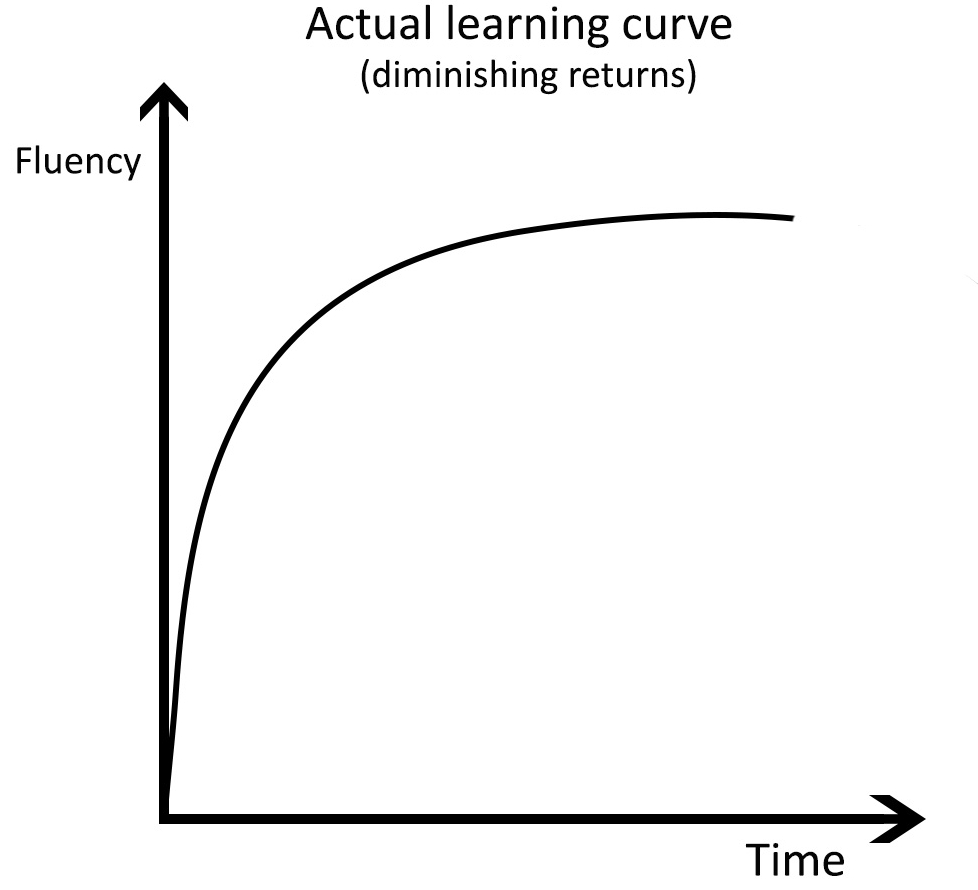 Actual learning curve
(diminishing returns)
Fluency
Time